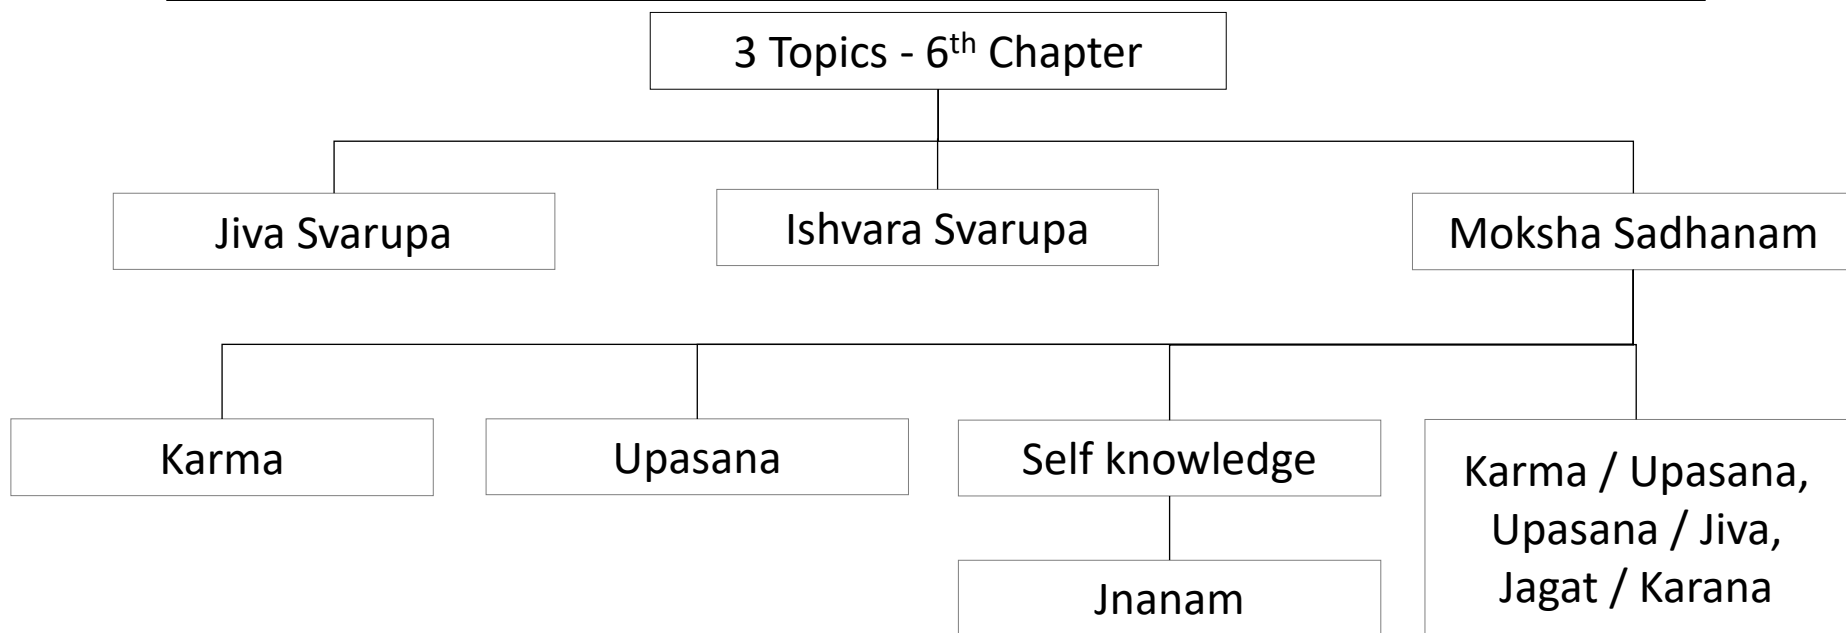 3 Topics - 6th Chapter
Jiva Svarupa
Ishvara Svarupa
Moksha Sadhanam
Karma
Upasana
Self knowledge
Karma / Upasana,
Upasana / Jiva,
Jagat / Karana
Jnanam